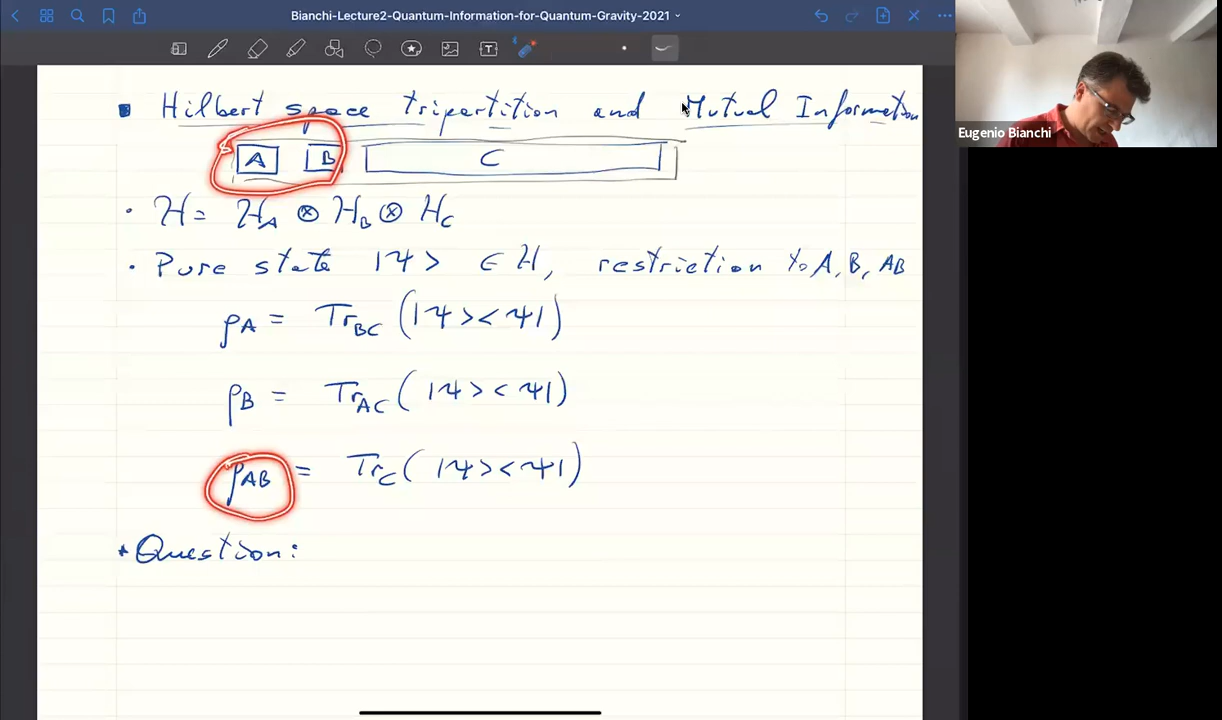 Bianchi-Lecture2-Quantum-Information-for-Quantum-Gravity-2021
Eugenio Bianchi
▪ Hilbert space tripartition and Mutual Information
A B C
• ℋ = ℋ_A ⊗ ℋ_B ⊗ ℋ_C
• Pure state |ψ> ∈ ℋ, restriction to A, B, AB
ρ_A = Tr_BC (|ψ><ψ|)
ρ_B = Tr_AC (|ψ><ψ|)
ρ_AB = Tr_C (|ψ><ψ|)
* Question: